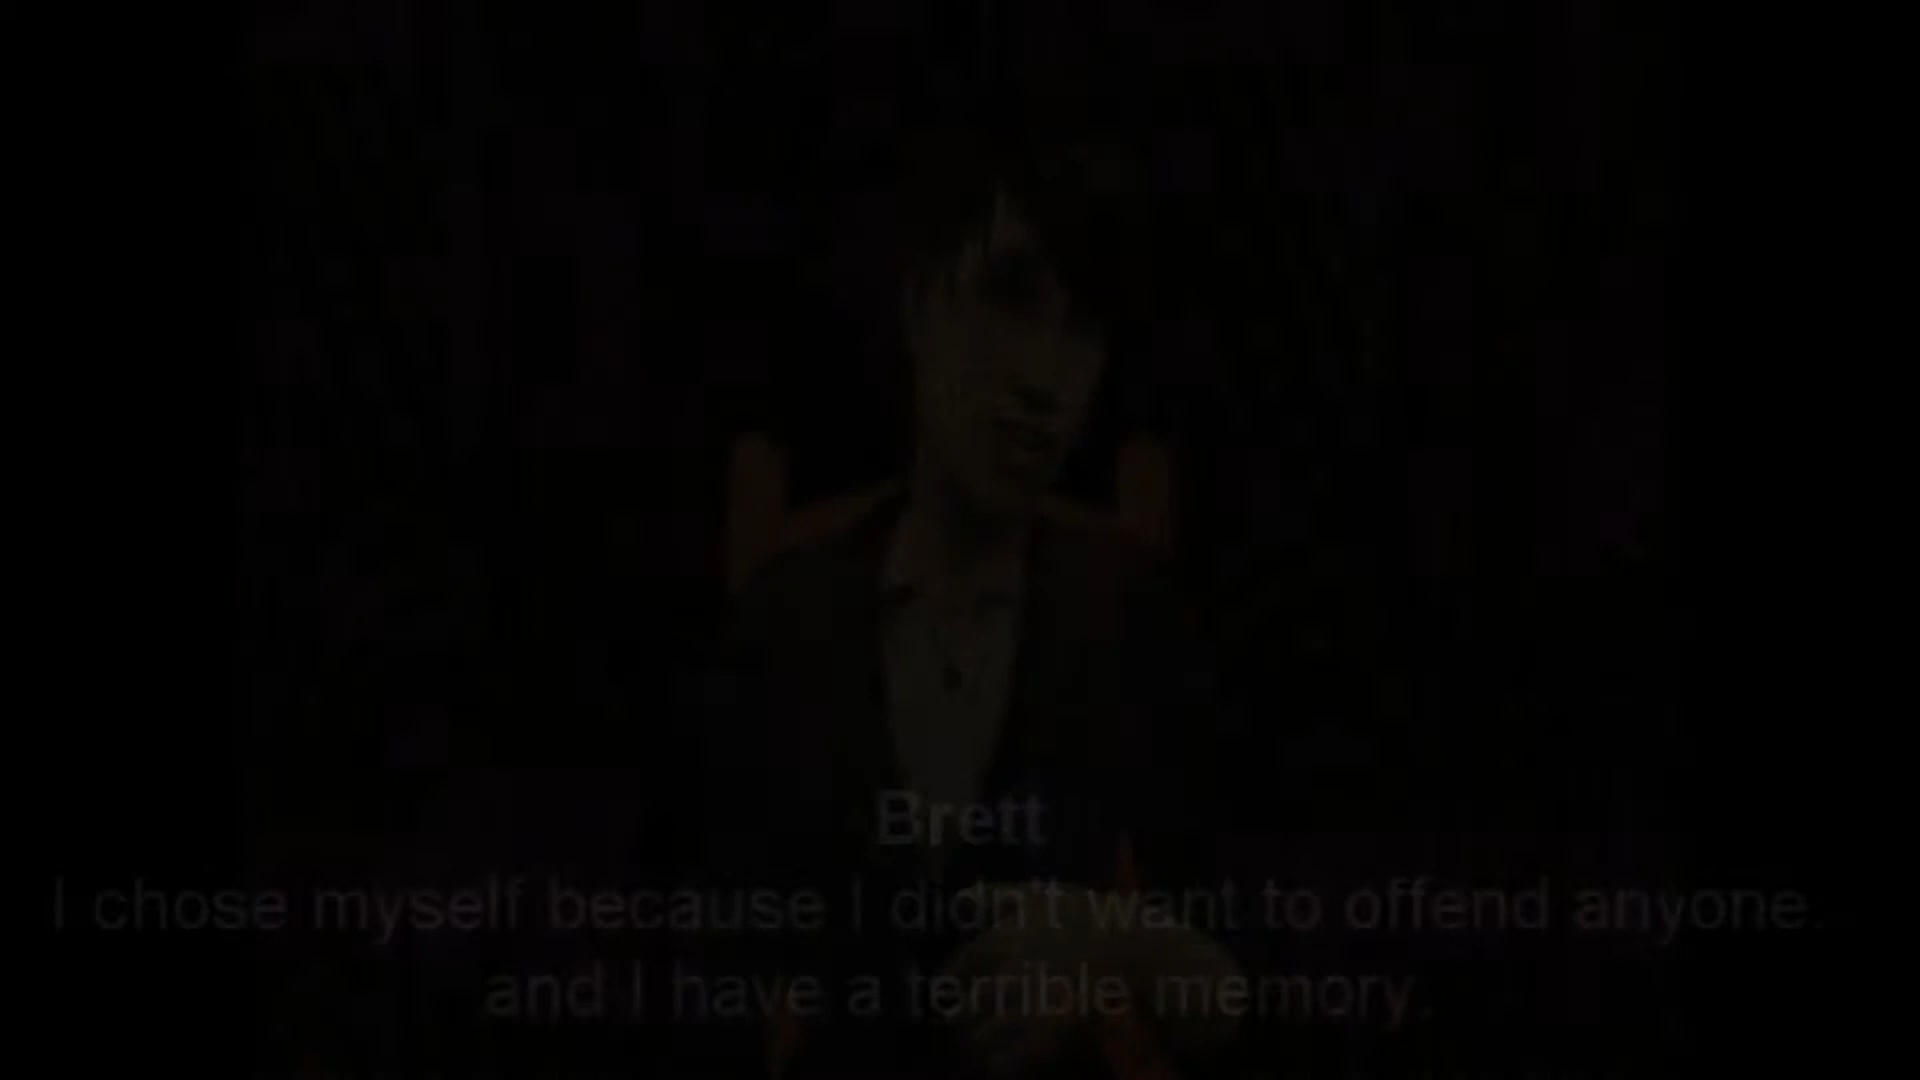 Brett
I chose myself because I didn't want to offend anyone.
and I have a terrible memory.